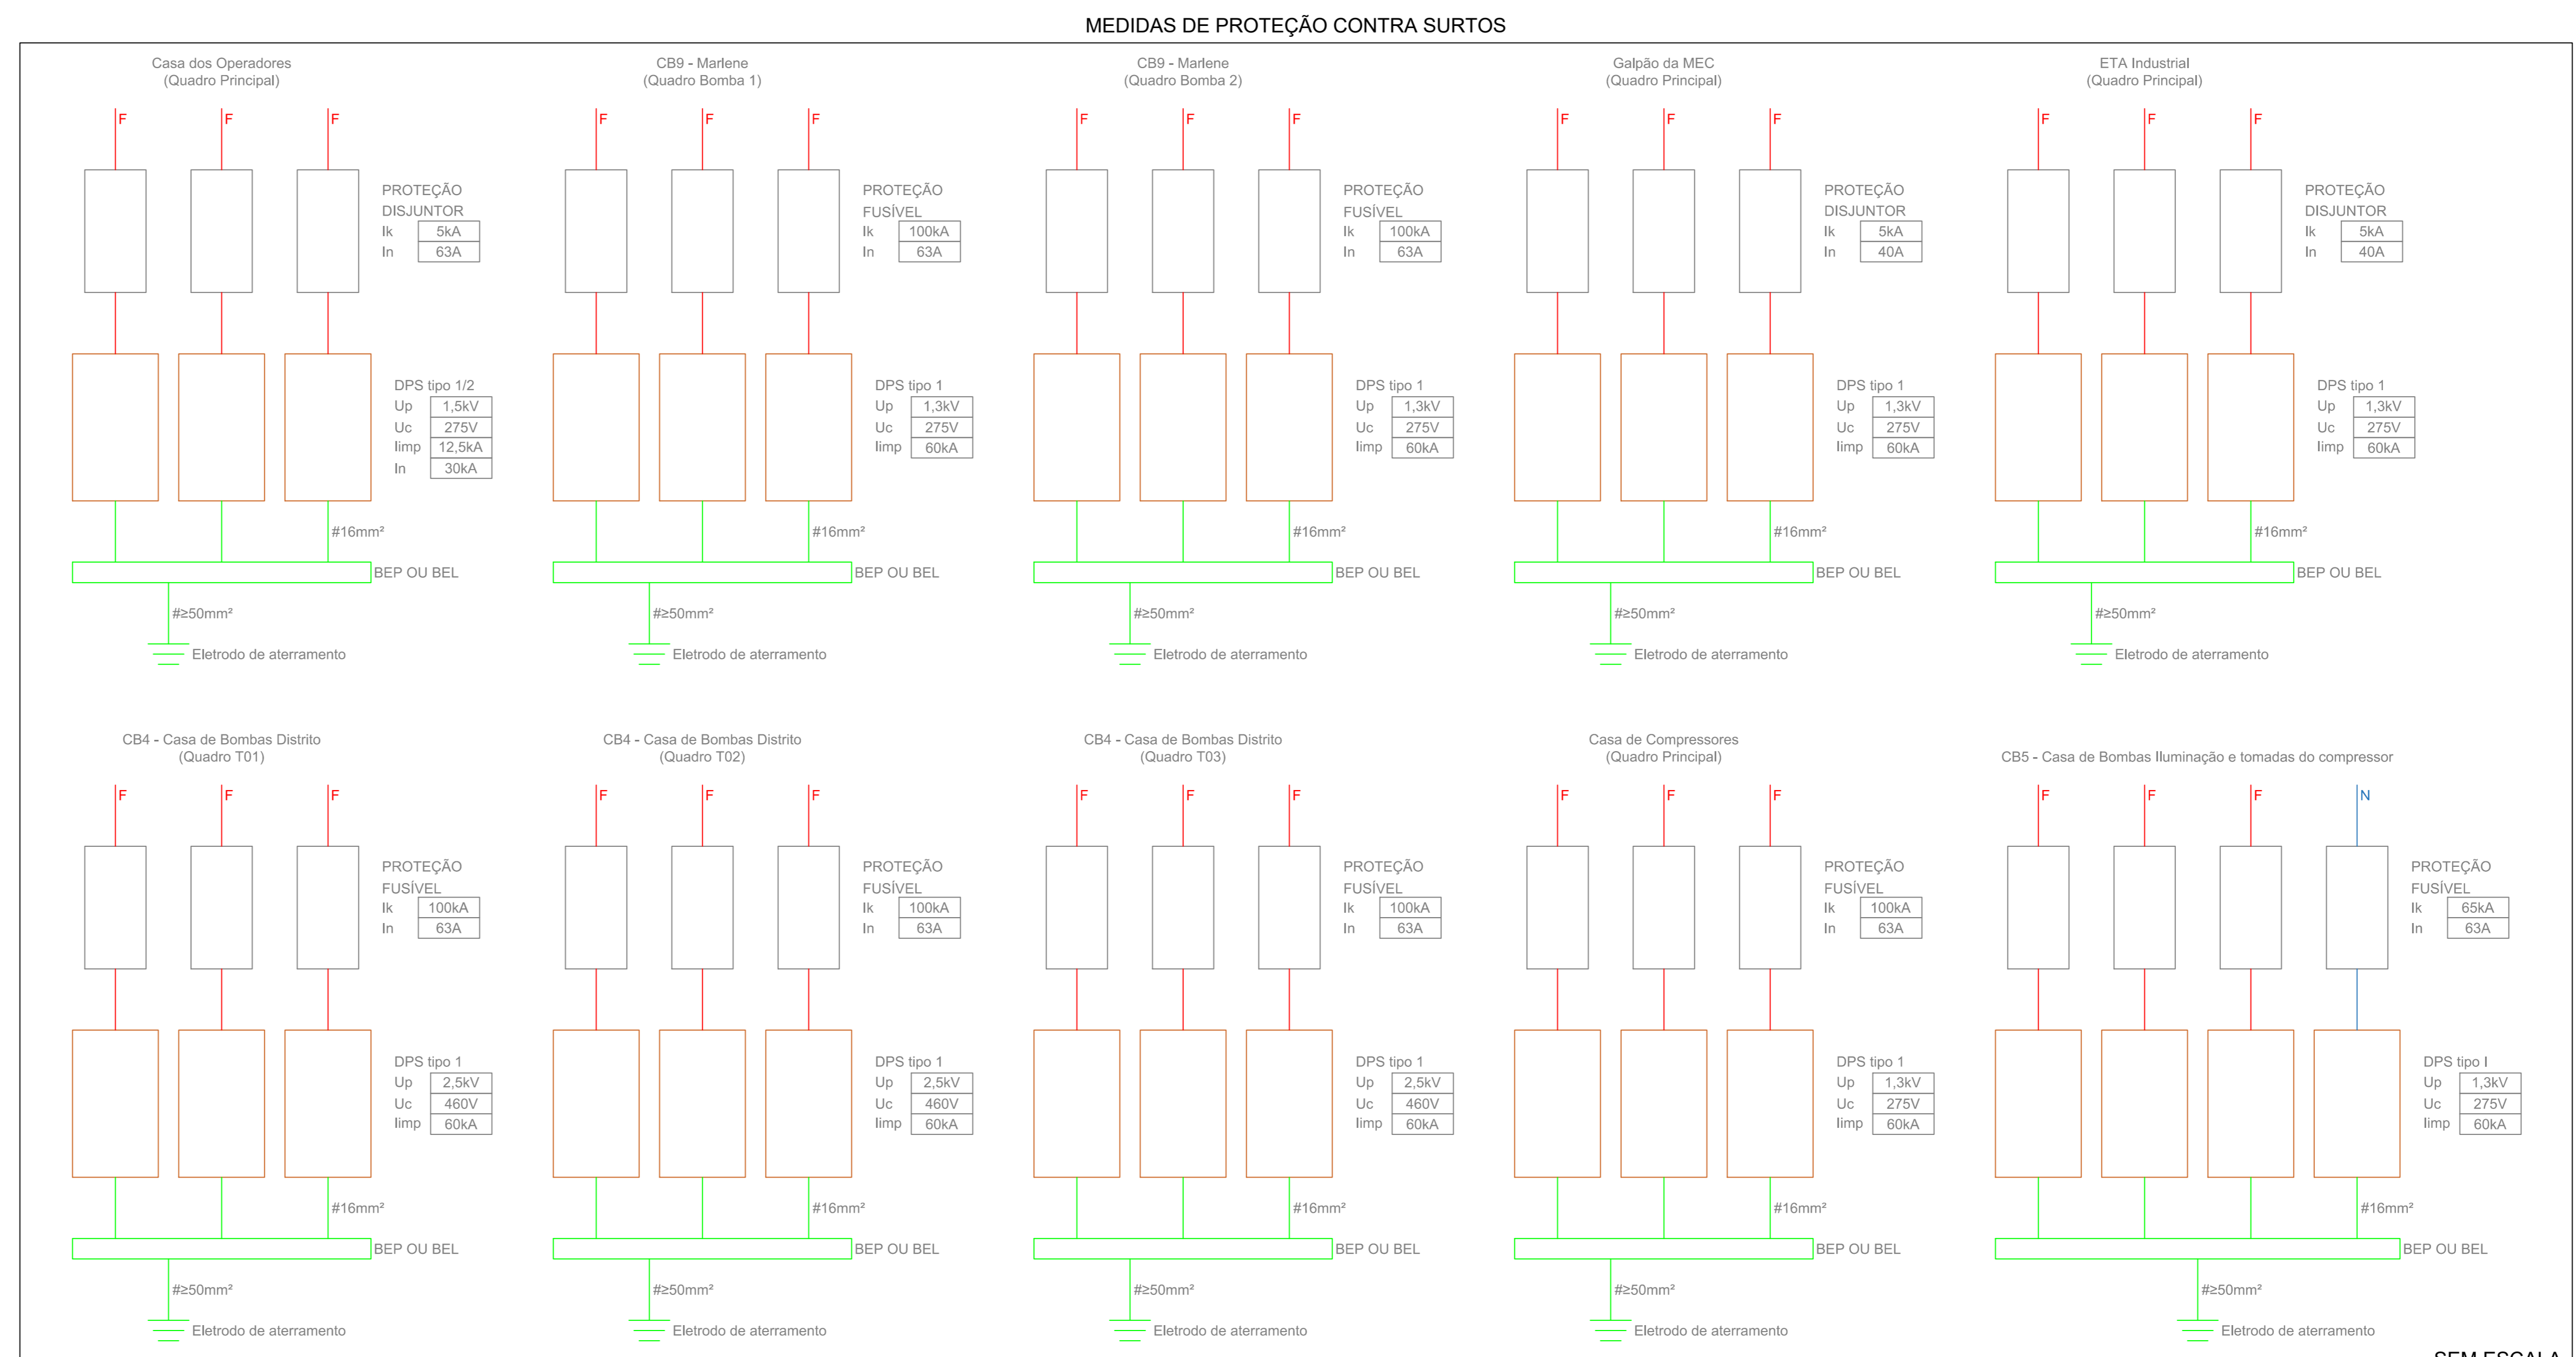 MEDIDAS DE PROTEÇÃO CONTRA SURTOS
Casa dos Operadores
(Quadro Principal)
F
F
F
PROTEÇÃO
DISJUNTOR
Ik 5kA
In 63A
DPS tipo 1/2
Up 1,5kV
Uc 275V
Iimp 12,5kA
In 30kA
#16mm²
BEP OU BEL
#≥50mm²
Eletrodo de aterramento
CB9 - Marlene
(Quadro Bomba 1)
F
F
F
PROTEÇÃO
FUSÍVEL
Ik 100kA
In 63A
DPS tipo 1
Up 1,3kV
Uc 275V
Iimp 60kA
#16mm²
BEP OU BEL
#≥50mm²
Eletrodo de aterramento
CB9 - Marlene
(Quadro Bomba 2)
F
F
F
PROTEÇÃO
FUSÍVEL
Ik 100kA
In 63A
DPS tipo 1
Up 1,3kV
Uc 275V
Iimp 60kA
#16mm²
BEP OU BEL
#≥50mm²
Eletrodo de aterramento
Galpão da MEC
(Quadro Principal)
F
F
F
PROTEÇÃO
DISJUNTOR
Ik 5kA
In 40A
DPS tipo 1
Up 1,3kV
Uc 275V
Iimp 60kA
#16mm²
BEP OU BEL
#≥50mm²
Eletrodo de aterramento
ETA Industrial
(Quadro Principal)
F
F
F
PROTEÇÃO
DISJUNTOR
Ik 5kA
In 40A
DPS tipo 1
Up 1,3kV
Uc 275V
Iimp 60kA
#16mm²
BEP OU BEL
#≥50mm²
Eletrodo de aterramento
CB4 - Casa de Bombas Distrito
(Quadro T01)
F
F
F
PROTEÇÃO
FUSÍVEL
Ik 100kA
In 63A
DPS tipo 1
Up 2,5kV
Uc 460V
Iimp 60kA
#16mm²
BEP OU BEL
#≥50mm²
Eletrodo de aterramento
CB4 - Casa de Bombas Distrito
(Quadro T02)
F
F
F
PROTEÇÃO
FUSÍVEL
Ik 100kA
In 63A
DPS tipo 1
Up 2,5kV
Uc 460V
Iimp 60kA
#16mm²
BEP OU BEL
#≥50mm²
Eletrodo de aterramento
CB4 - Casa de Bombas Distrito
(Quadro T03)
F
F
F
PROTEÇÃO
FUSÍVEL
Ik 100kA
In 63A
DPS tipo 1
Up 2,5kV
Uc 460V
Iimp 60kA
#16mm²
BEP OU BEL
#≥50mm²
Eletrodo de aterramento
Casa de Compressores
(Quadro Principal)
F
F
F
PROTEÇÃO
FUSÍVEL
Ik 100kA
In 63A
DPS tipo 1
Up 1,3kV
Uc 275V
Iimp 60kA
#16mm²
BEP OU BEL
#≥50mm²
Eletrodo de aterramento
CB5 - Casa de Bombas Iluminação e tomadas do compressor
F
F
F
N
PROTEÇÃO
FUSÍVEL
Ik 65kA
In 63A
DPS tipo I
Up 1,3kV
Uc 275V
Iimp 60kA
#16mm²
BEP OU BEL
#≥50mm²
Eletrodo de aterramento
SEM ESCALA